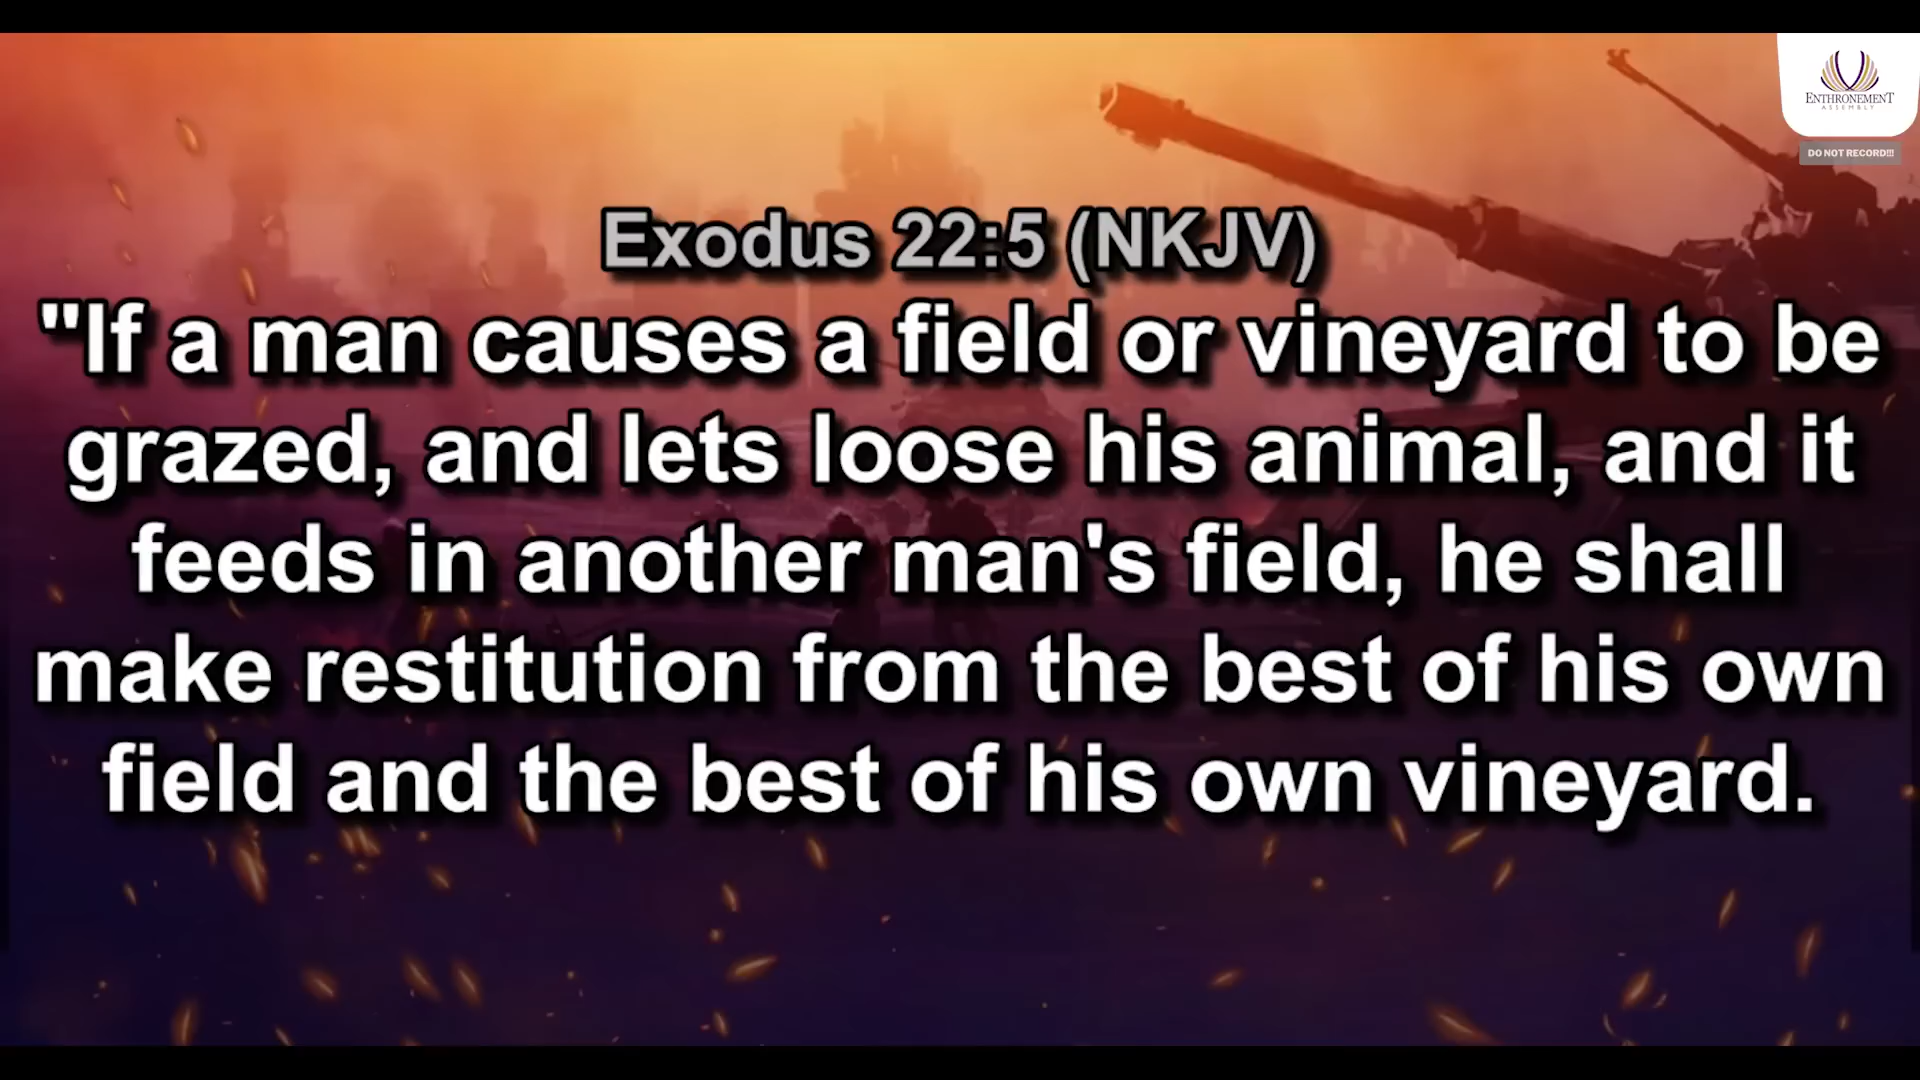 ENTHRONEMENT
ASSEMBLY
DO NOT RECORD!!!
Exodus 22:5 (NKJV)
"If a man causes a field or vineyard to be
grazed, and lets loose his animal, and it
feeds in another man's field, he shall
make restitution from the best of his own
field and the best of his own vineyard.